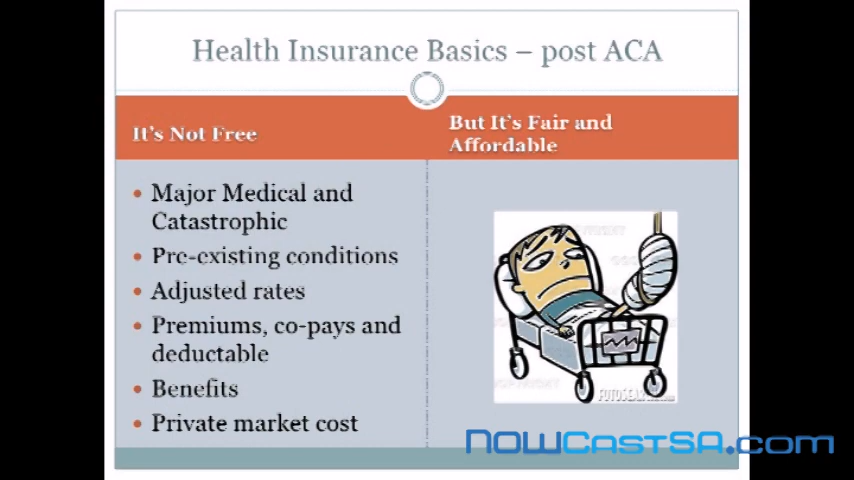 Health Insurance Basics – post ACA
It's Not Free
But It's Fair and
Affordable
• Major Medical and
Catastrophic
• Pre-existing conditions
• Adjusted rates
• Premiums, co-pays and
deductable
• Benefits
• Private market cost
NOWCASTSA.com